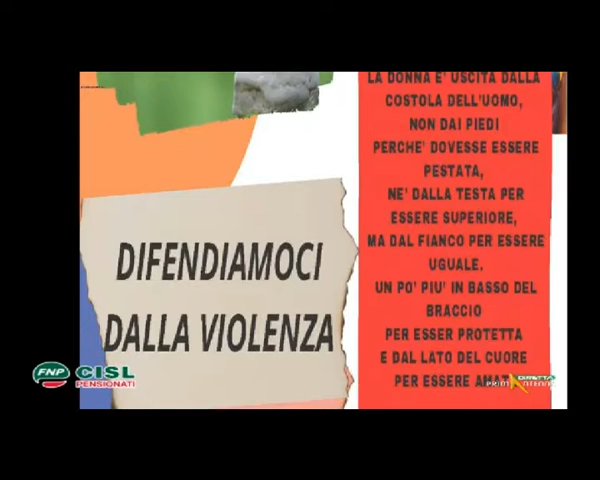 LA DONNA E' USCITA DALLA
COSTOLA DELL'UOMO,
NON DAI PIEDI
PERCHE' DOVESSE ESSERE
PESTATA,
NE' DALLA TESTA PER
ESSERE SUPERIORE,
MA DAL FIANCO PER ESSERE
UGUALE.
UN PO' PIU' IN BASSO DEL
BRACCIO
PER ESSER PROTETTA
E DAL LATO DEL CUORE
PER ESSERE
DIFENDIAMOCI
DALLA VIOLENZA
FNP CISL
PENSIONATI
DIRETTA